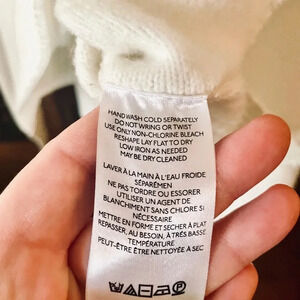 HAND WASH COLD SEPARATELY
DO NOT WRING OR TWIST
USE ONLY NON-CHLORINE BLEACH
RESHAPE LAY FLAT TO DRY
LOW IRON AS NEEDED
MAY BE DRY CLEANED
LAVER À LA MAIN À L'EAU FROIDE
SÉPARÉMEN
NE PAS TORDRE OU ESSORER
UTILISER UN AGENT DE
BLANCHIMENT SANS CHLORE SI
NÉCESSAIRE
METTRE EN FORME ET SECHER À PLAT
REPASSER, AU BESOIN, À TRÈS BASSE
TEMPÉRATURE
PEUT-ÊTRE ÊTRE NETTOYÉE À SEC